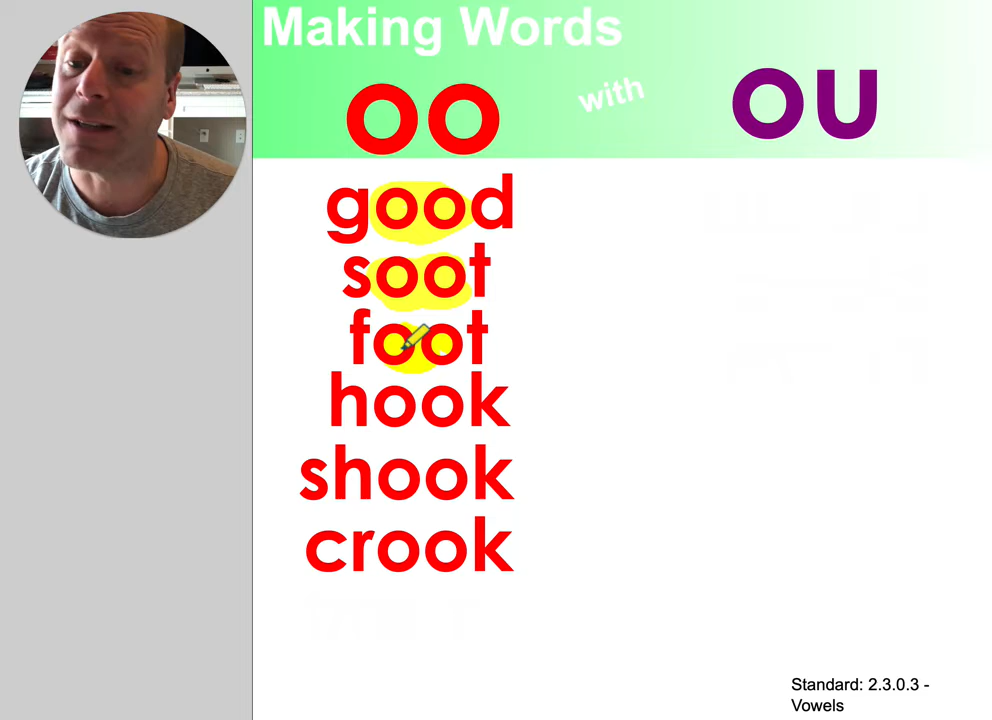 Making Words
oo with ou
good
soot
foot
hook
shook
crook
Standard: 2.3.0.3 -
Vowels